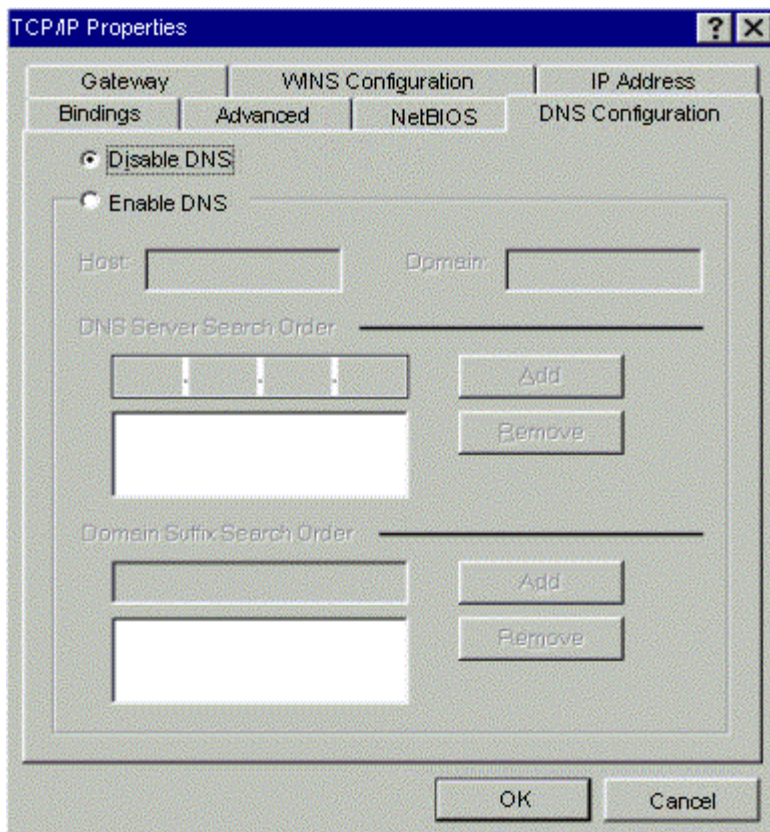 TCP/IP Properties
Gateway WINS Configuration IP Address
Bindings Advanced NetBIOS DNS Configuration
Disable DNS
Enable DNS
Host: Domain:
DNS Server Search Order
. . . Add
Remove
Domain Suffix Search Order
Add
Remove
OK Cancel